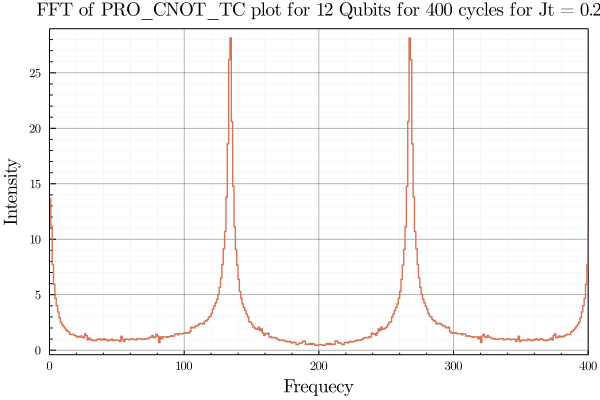 FFT of PRO_CNOT_TC plot for 12 Qubits for 400 cycles for Jt = 0.2
Intensity
25
20
15
10
5
0
0 100 200 300 400
Frequecy